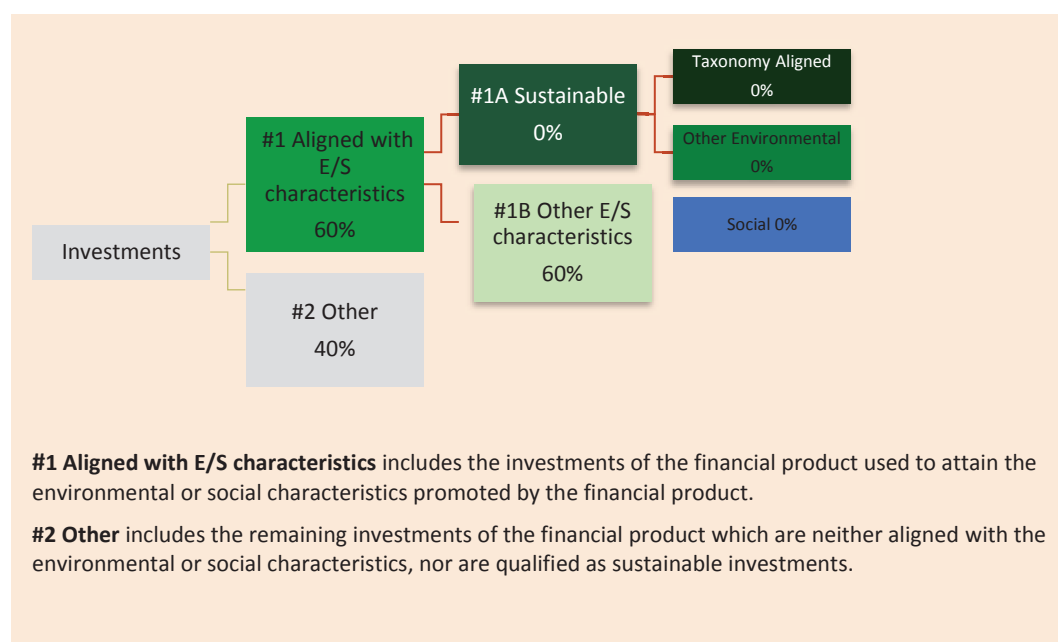 Investments
#1 Aligned with
E/S
characteristics
60%
#2 Other
40%
#1A Sustainable
0%
#1B Other E/S
characteristics
60%
Taxonomy Aligned
0%
Other Environmental
0%
Social 0%
#1 Aligned with E/S characteristics includes the investments of the financial product used to attain the
environmental or social characteristics promoted by the financial product.
#2 Other includes the remaining investments of the financial product which are neither aligned with the
environmental or social characteristics, nor are qualified as sustainable investments.